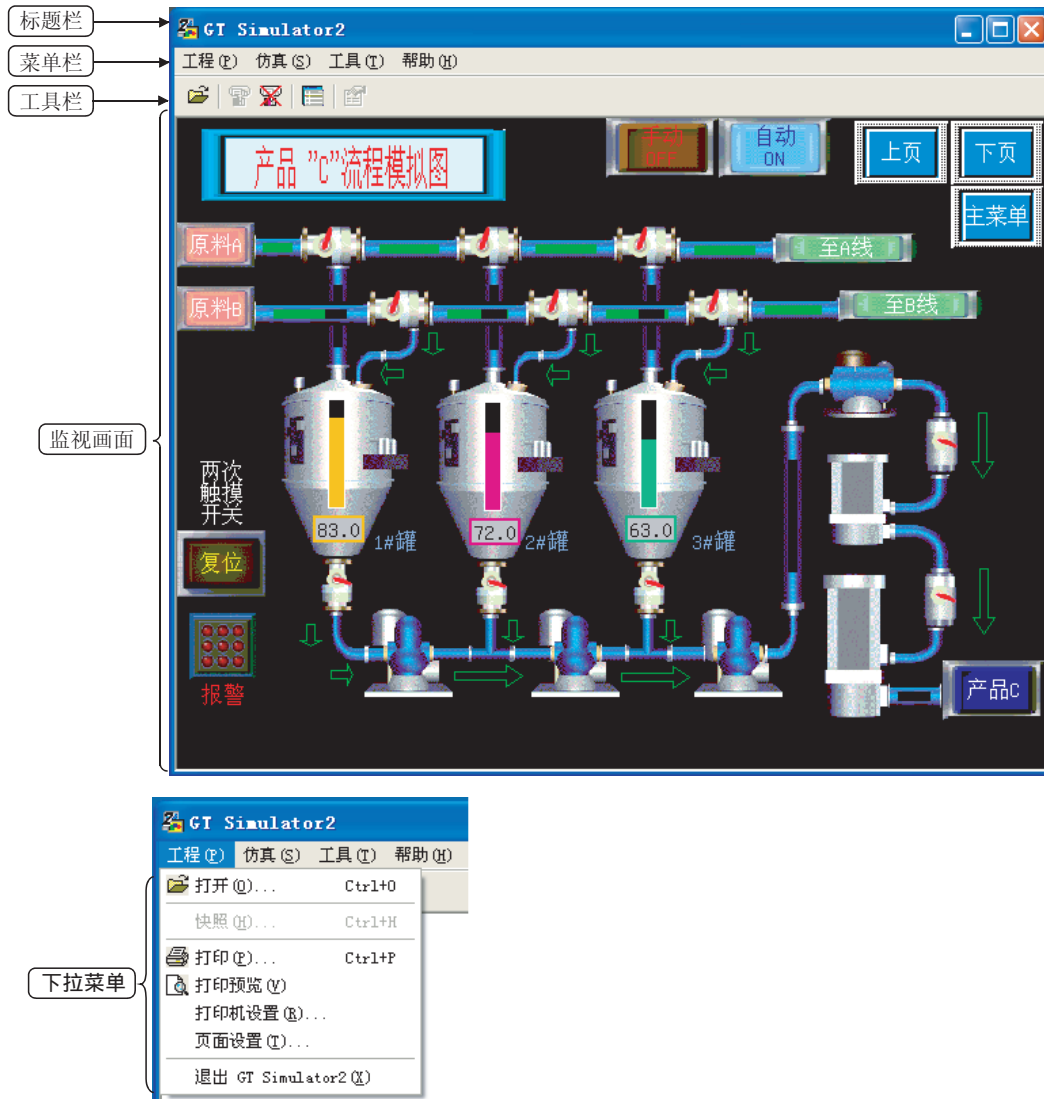 标题栏
GT Simulator2
菜单栏
工程(P) 仿真(S) 工具(T) 帮助(H)
工具栏
监视画面
产品 "C"流程模拟图
手动
OFF
自动
ON
上页
下页
主菜单
原料A
至A线
原料B
至B线
两次
触摸
开关
复位
报警
83.0
1#罐
72.0
2#罐
63.0
3#罐
产品C
GT Simulator2
工程(P) 仿真(S) 工具(T) 帮助(H)
下拉菜单
打开(O)... Ctrl+O
快照(H)... Ctrl+H
打印(P)... Ctrl+P
打印预览(V)
打印机设置(R)...
页面设置(T)...
退出 GT Simulator2(X)